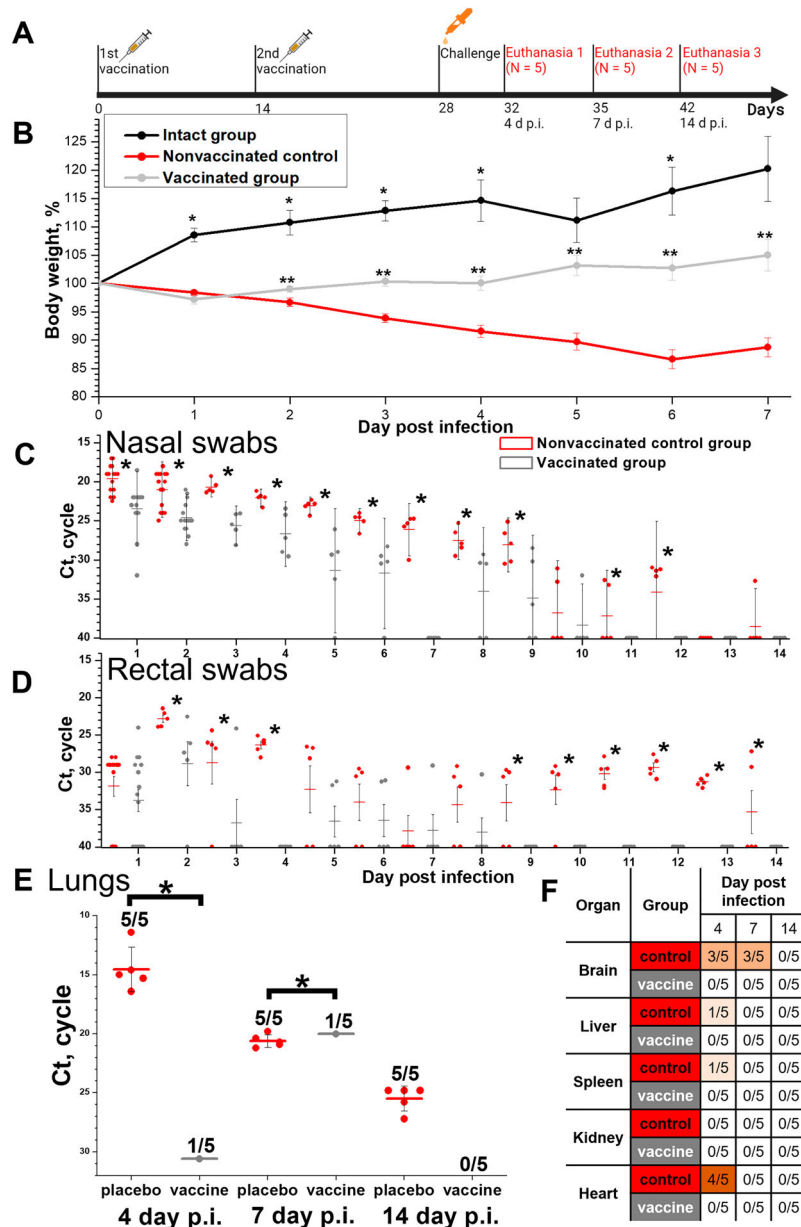 A
1st
vaccination
2nd
vaccination
Challenge
Euthanasia 1
(N = 5)
Euthanasia 2
(N = 5)
Euthanasia 3
(N = 5)
0 14 28 32 35 42 Days
4 d p.i. 7 d p.i. 14 d p.i.
B
Intact group
Nonvaccinated control
Vaccinated group
Body weight, %
120
115
110
105
100
95
90
85
80
* * * * *
** ** ** ** ** **
0 1 2 3 4 5 6 7
Day post infection
C Nasal swabs
Nonvaccinated control group
Vaccinated group
Ct, cycle
15
20
25
30
35
40
* * * * * * * * * * *
1 2 3 4 5 6 7 8 9 10 11 12 13 14
D Rectal swabs
Ct, cycle
20
25
30
35
40
* * * * * * * * *
1 2 3 4 5 6 7 8 9 10 11 12 13 14
Day post infection
E Lungs
Ct, cycle
10
15
20
25
30
*
5/5
1/5
*
5/5
1/5
5/5
0/5
placebo vaccine placebo vaccine placebo vaccine
4 day p.i. 7 day p.i. 14 day p.i.
F
Organ Group Day post
infection
4 7 14
Brain control 3/5 3/5 0/5
vaccine 0/5 0/5 0/5
Liver control 1/5 0/5 0/5
vaccine 0/5 0/5 0/5
Spleen control 1/5 0/5 0/5
vaccine 0/5 0/5 0/5
Kidney control 0/5 0/5 0/5
vaccine 0/5 0/5 0/5
Heart control 4/5 0/5 0/5
vaccine 0/5 0/5 0/5